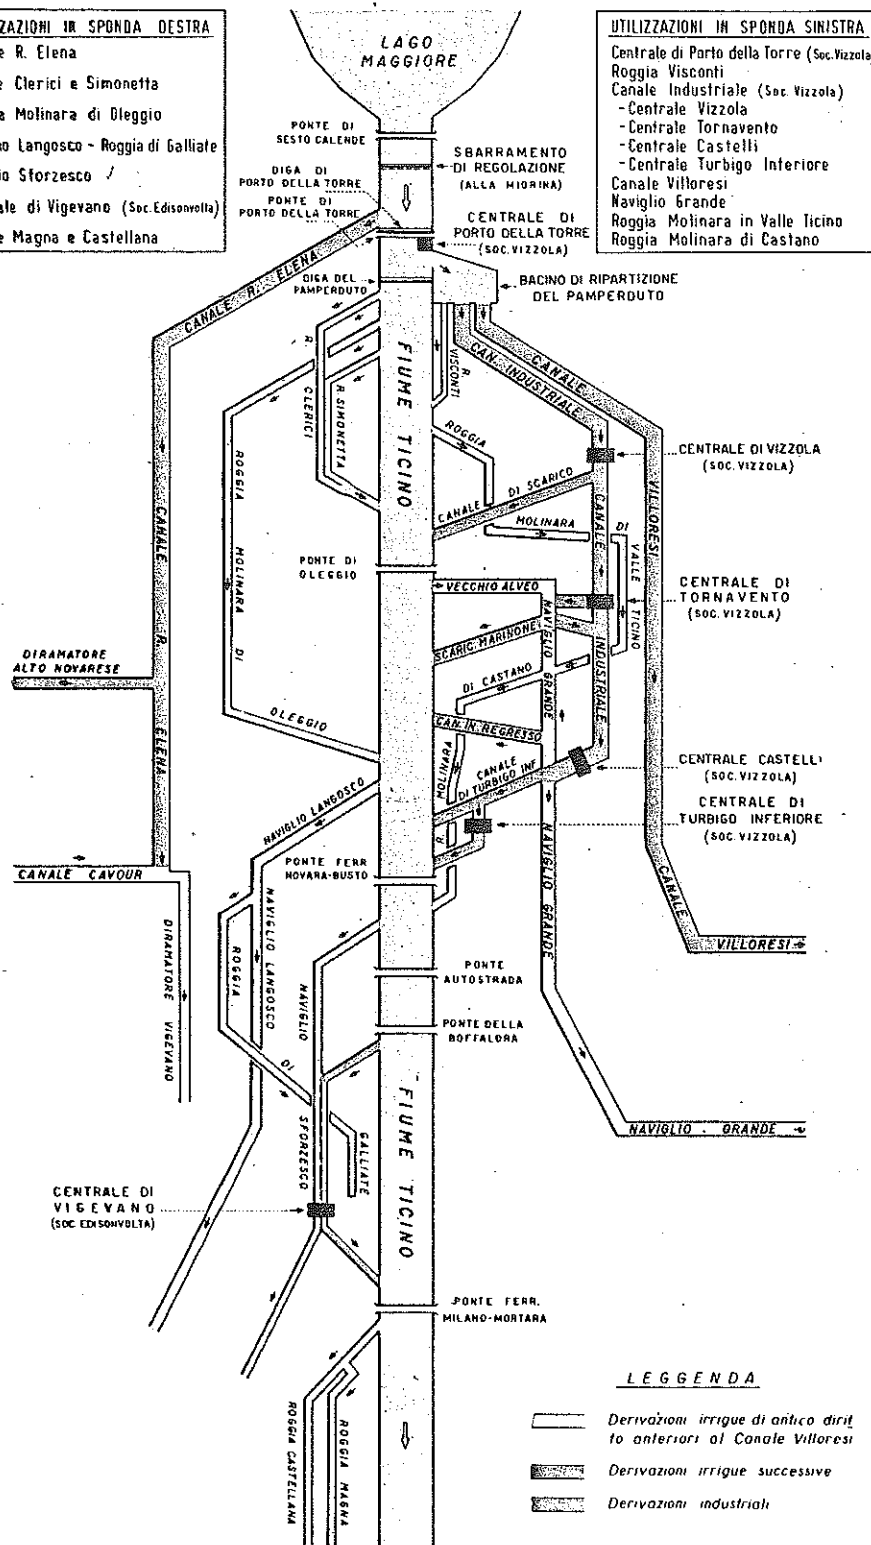 ZAZIONI IN SPONDA DESTRA
e R. Elena
e Clerici e Simonetta
a Molinara di Oleggio
io Langosco - Roggia di Galliate
io Sforzesco /
ale di Vigevano (Soc. Edisonvolta)
e Magna e Castellana
UTILIZZAZIONI IN SPONDA SINISTRA
Centrale di Porto della Torre (Soc. Vizzola)
Roggia Visconti
Canale Industriale (Soc. Vizzola)
-Centrale Vizzola
-Centrale Tornavento
-Centrale Castelli
-Centrale Turbigo Inferiore
Canale Villoresi
Naviglio Grande
Roggia Molinara in Valle Ticino
Roggia Molinara di Castano
LAGO
MAGGIORE
PONTE DI
SESTO CALENDE
SBARRAMENTO
DI REGOLAZIONE
(ALLA MIORINA)
DIGA DI
PORTO DELLA TORRE
PONTE DI
PORTO DELLA TORRE
CENTRALE DI
PORTO DELLA TORRE
(SOC. VIZZOLA)
DIGA DEL
PAMPERDUTO
BACINO DI RIPARTIZIONE
DEL PAMPERDUTO
CANALE R. ELENA
FIUME TICINO
R. CLERICI
R. SIMONETTA
R. VISCONTI
CAN. INDUSTRIALE
CANALE
VILLORESI
ROGGIA
MOLINARA
DI
VALLE
TICINO
CENTRALE DI VIZZOLA
(SOC. VIZZOLA)
CANALE DI SCARICO
CANALE
INDUSTRIALE
ROGGIA
MOLINARA
DI
OLEGGIO
CANALE
R.
ELENA
PONTE DI
OLEGGIO
VECCHIO ALVEO
CENTRALE DI
TORNAVENTO
(SOC. VIZZOLA)
NAVIGLIO
GRANDE
SCARIC. MARINONE
DIRAMATORE
ALTO NOVARESE
DI CASTANO
MOLINARA
R.
CAN. IN. REGRESSO
CANALE
DI TURBIGO INF.
CENTRALE CASTELLI
(SOC. VIZZOLA)
CENTRALE DI
TURBIGO INFERIORE
(SOC. VIZZOLA)
NAVIGLIO LANGOSCO
PONTE FERR.
NOVARA-BUSTO
CANALE CAVOUR
NAVIGLIO GRANDE
CANALE
VILLORESI
DIRAMATORE VIGEVANO
ROGGIA
NAVIGLIO LANGOSCO
NAVIGLIO
PONTE
AUTOSTRADA
PONTE DELLA
BOFFALORA
DI
SFORZESCO
GALLIATE
FIUME TICINO
NAVIGLIO GRANDE
CENTRALE DI
VIGEVANO
(SOC EDISONVOLTA)
PONTE FERR.
MILANO-MORTARA
ROGGIA CASTELLANA
ROGGIA MAGNA
LEGGENDA
Derivazioni irrigue di antico dirit
to anteriori al Canale Villoresi
Derivazioni irrigue successive
Derivazioni industriali